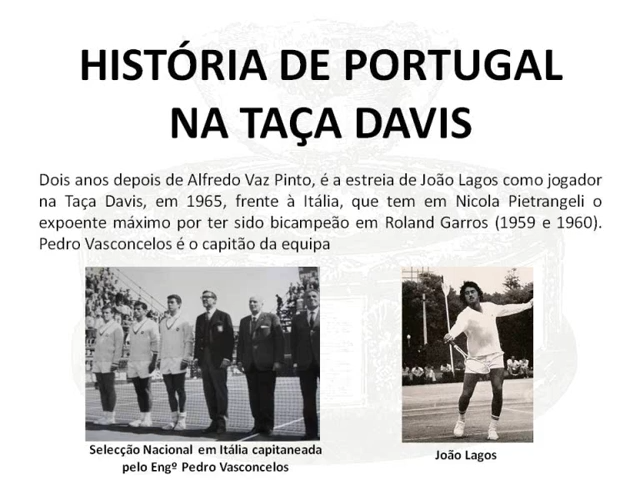 HISTÓRIA DE PORTUGAL
NA TAÇA DAVIS
Dois anos depois de Alfredo Vaz Pinto, é a estreia de João Lagos como jogador
na Taça Davis, em 1965, frente à Itália, que tem em Nicola Pietrangeli o
expoente máximo por ter sido bicampeão em Roland Garros (1959 e 1960).
Pedro Vasconcelos é o capitão da equipa
Selecção Nacional em Itália capitaneada
pelo Engº Pedro Vasconcelos
João Lagos